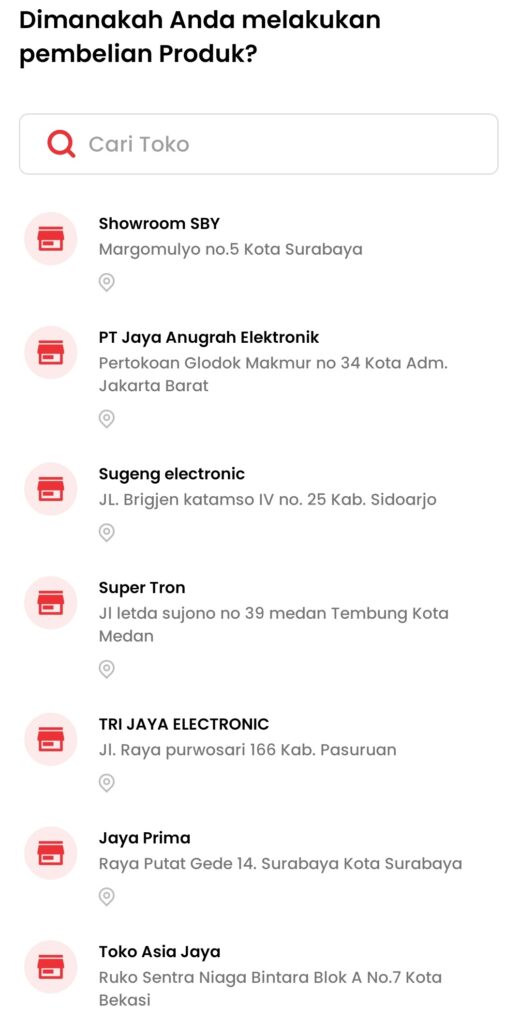 Dimanakah Anda melakukan
pembelian Produk?
Cari Toko
Showroom SBY
Margomulyo no.5 Kota Surabaya
PT Jaya Anugrah Elektronik
Pertokoan Glodok Makmur no 34 Kota Adm.
Jakarta Barat
Sugeng electronic
JL. Brigjen katamso IV no. 25 Kab. Sidoarjo
Super Tron
Jl letda sujono no 39 medan Tembung Kota
Medan
TRI JAYA ELECTRONIC
Jl. Raya purwosari 166 Kab. Pasuruan
Jaya Prima
Raya Putat Gede 14. Surabaya Kota Surabaya
Toko Asia Jaya
Ruko Sentra Niaga Bintara Blok A No.7 Kota
Bekasi